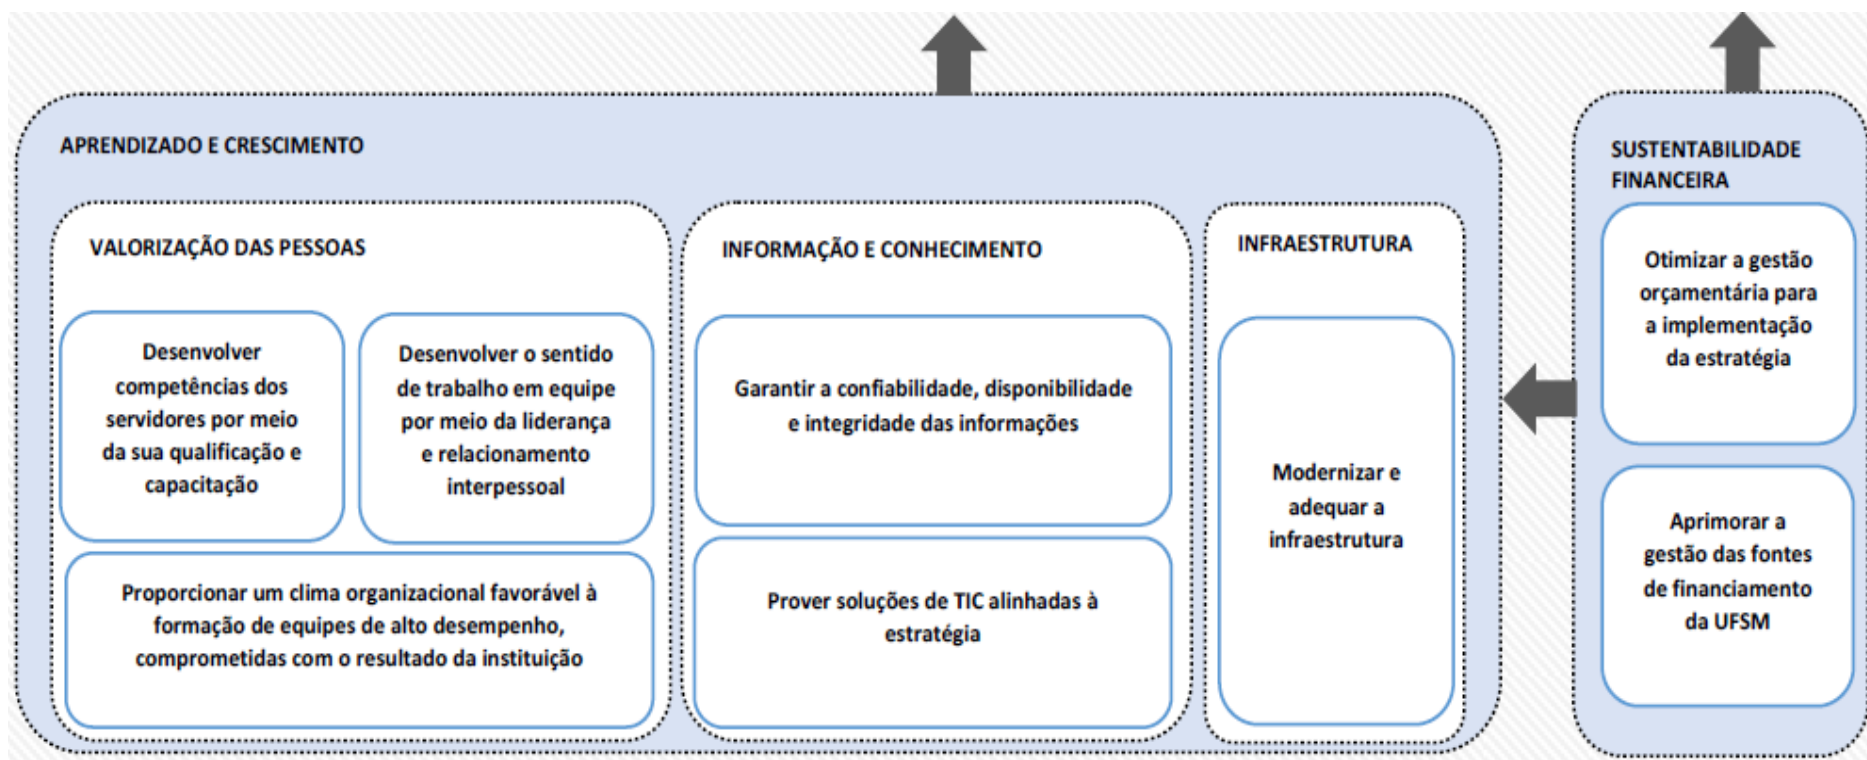 APRENDIZADO E CRESCIMENTO
VALORIZAÇÃO DAS PESSOAS
Desenvolver
competências dos
servidores por meio
da sua qualificação e
capacitação
Desenvolver o sentido
de trabalho em equipe
por meio da liderança
e relacionamento
interpessoal
Proporcionar um clima organizacional favorável à
formação de equipes de alto desempenho,
comprometidas com o resultado da instituição
INFORMAÇÃO E CONHECIMENTO
Garantir a confiabilidade, disponibilidade
e integridade das informações
Prover soluções de TIC alinhadas à
estratégia
INFRAESTRUTURA
Modernizar e
adequar a
infraestrutura
SUSTENTABILIDADE
FINANCEIRA
Otimizar a gestão
orçamentária para
a implementação
da estratégia
Aprimorar a
gestão das fontes
de financiamento
da UFSM